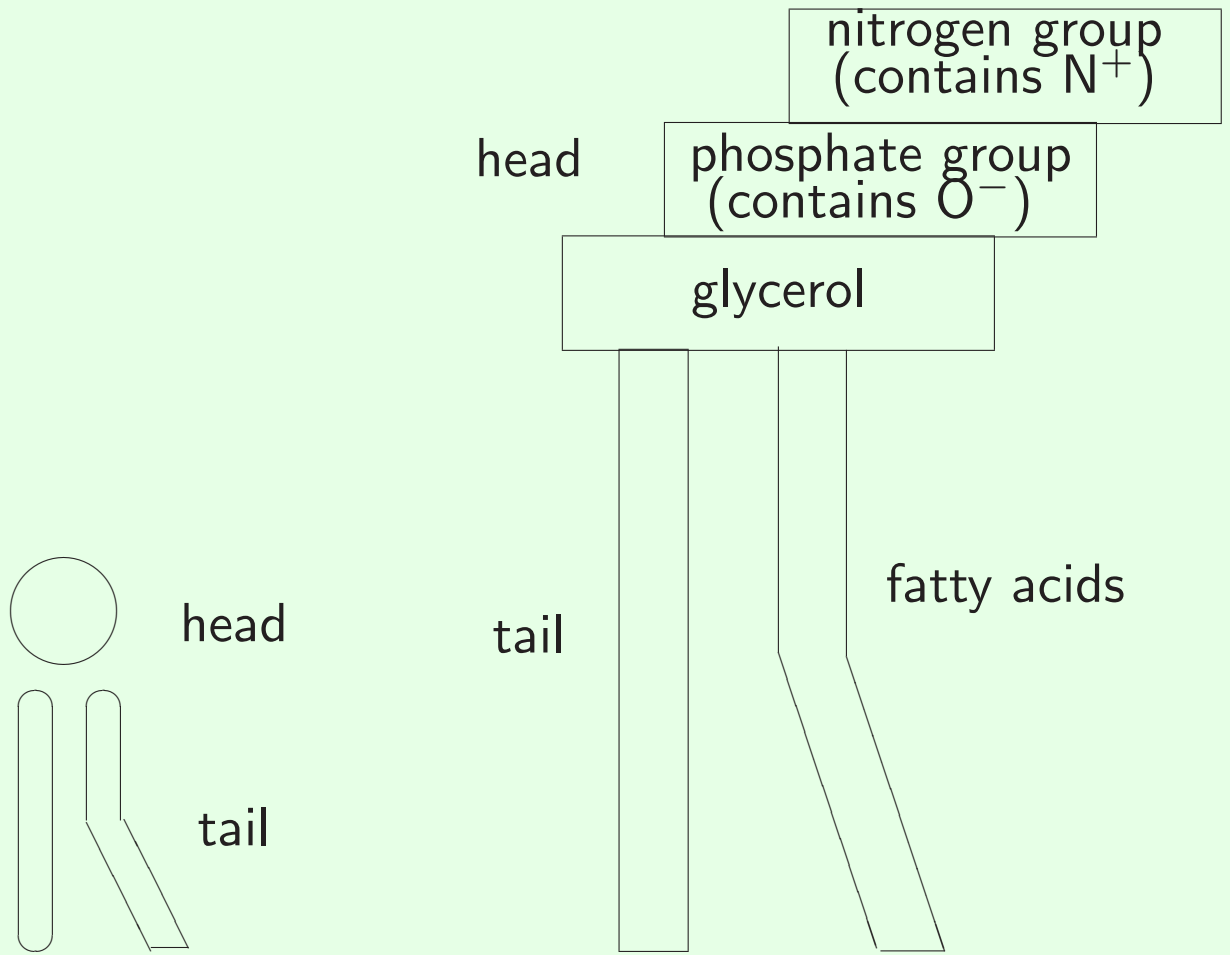 nitrogen group
(contains N⁺)
head
phosphate group
(contains O⁻)
glycerol
fatty acids
tail
head
tail